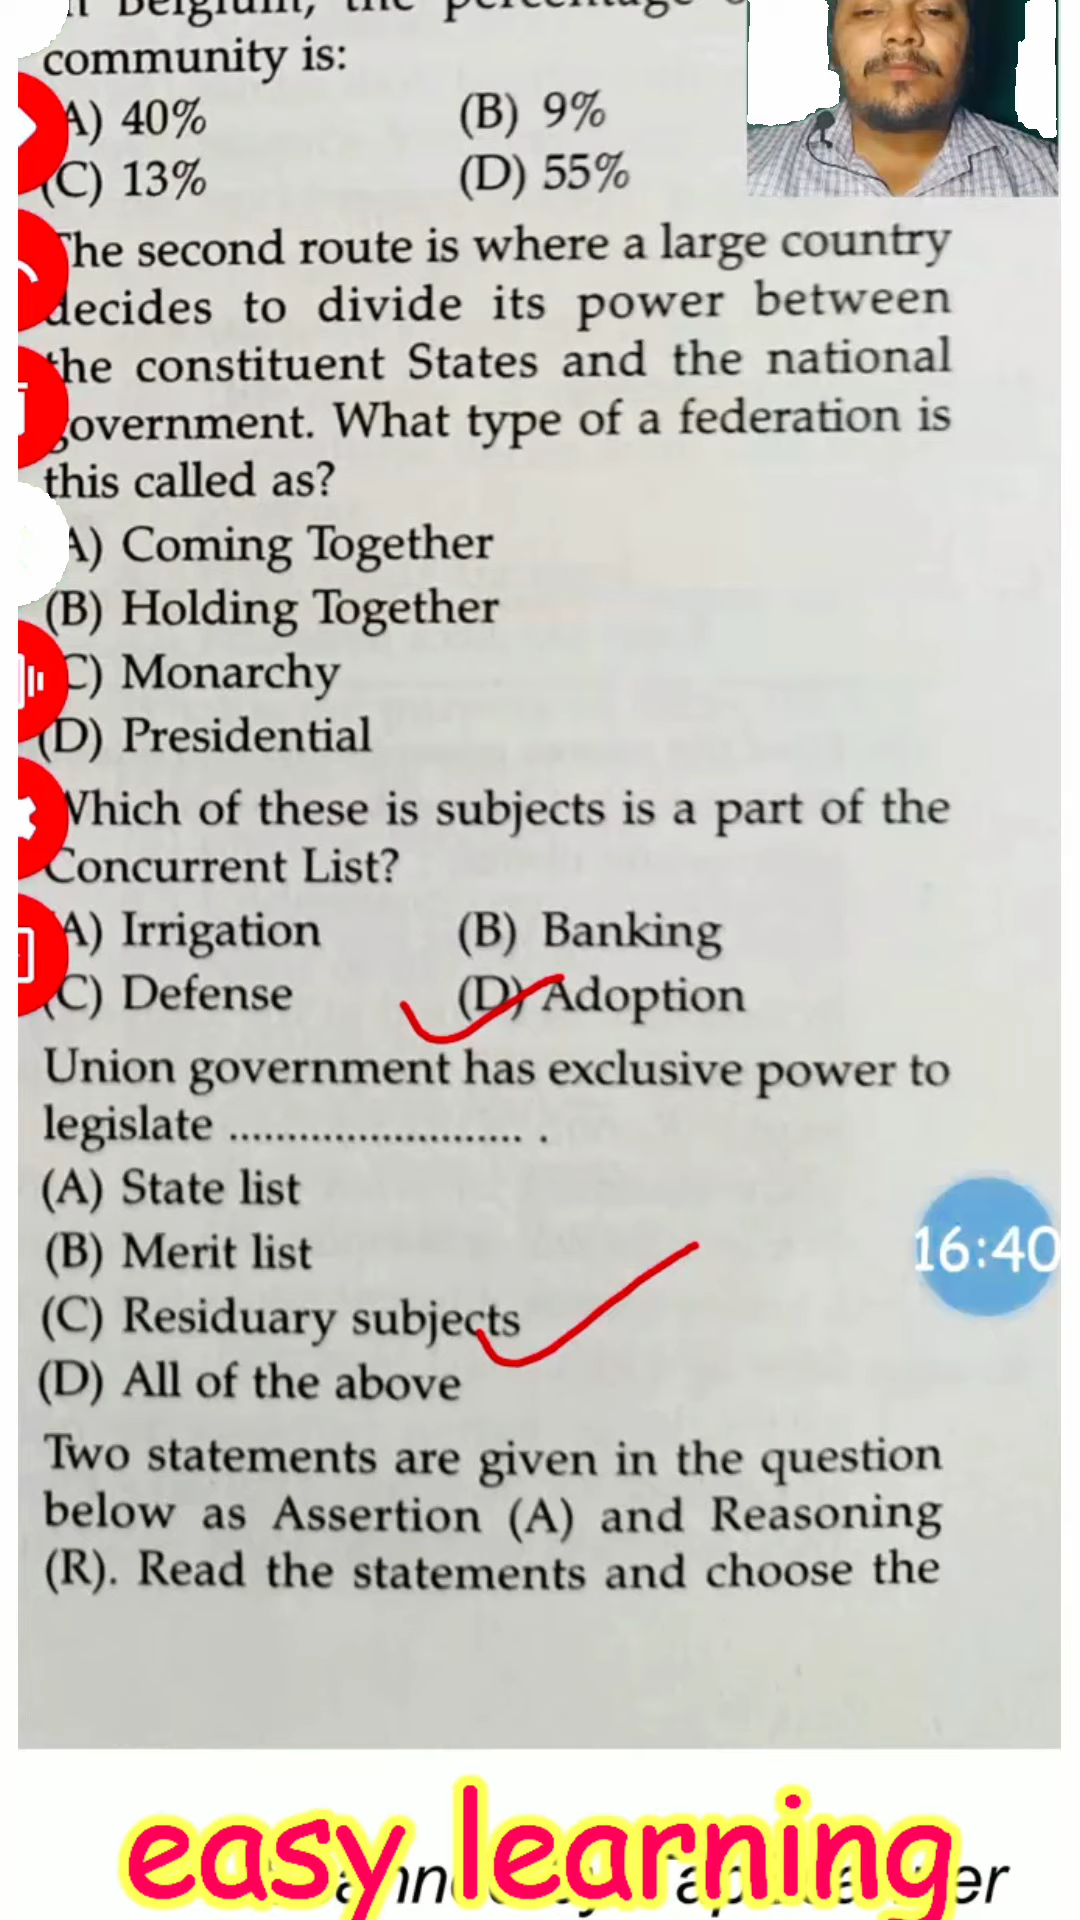 Belgium, the percentage
community is:
A) 40% (B) 9%
(C) 13% (D) 55%
The second route is where a large country
decides to divide its power between
the constituent States and the national
government. What type of a federation is
this called as?
A) Coming Together
(B) Holding Together
C) Monarchy
(D) Presidential
Which of these is subjects is a part of the
Concurrent List?
A) Irrigation (B) Banking
(C) Defense (D) Adoption
Union government has exclusive power to
legislate ......................... .
(A) State list
(B) Merit list
16:40
(C) Residuary subjects
(D) All of the above
Two statements are given in the question
below as Assertion (A) and Reasoning
(R). Read the statements and choose the
easy learning